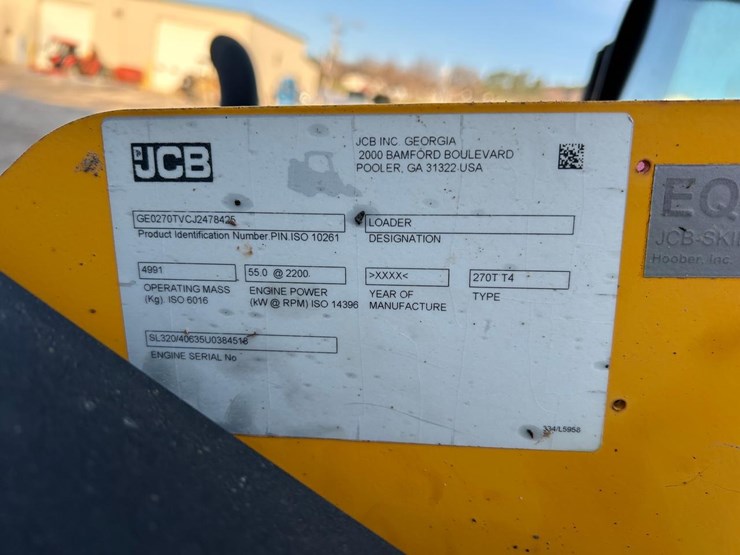 JCB
JCB INC. GEORGIA
2000 BAMFORD BOULEVARD
POOLER, GA 31322 USA
GE0270TVCJ2478425
Product Identification Number.PIN.ISO 10261
LOADER
DESIGNATION
4991
OPERATING MASS
(Kg). ISO 6016
55.0 @ 2200
ENGINE POWER
(kW @ RPM) ISO 14396
>XXXX<
YEAR OF
MANUFACTURE
270T T4
TYPE
SL320/40635U0384516
ENGINE SERIAL No
334/L5958
EQ
JCB-SKI
Hoober, Inc.